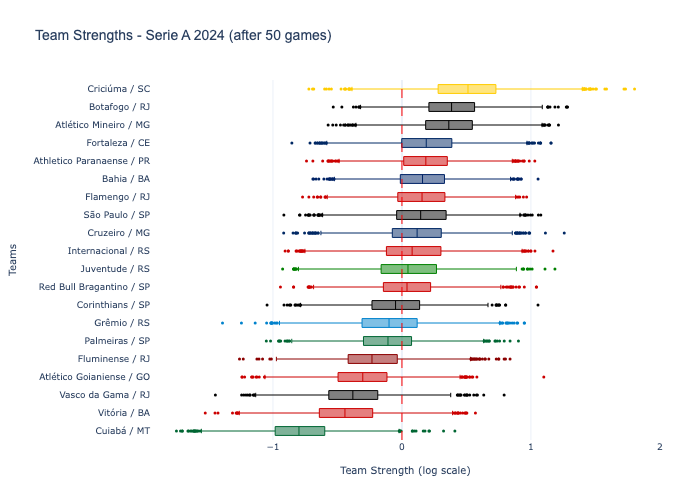 Team Strengths - Serie A 2024 (after 50 games)
Criciúma / SC
Botafogo / RJ
Atlético Mineiro / MG
Fortaleza / CE
Athletico Paranaense / PR
Bahia / BA
Flamengo / RJ
São Paulo / SP
Cruzeiro / MG
Internacional / RS
Juventude / RS
Red Bull Bragantino / SP
Corinthians / SP
Grêmio / RS
Palmeiras / SP
Fluminense / RJ
Atlético Goianiense / GO
Vasco da Gama / RJ
Vitória / BA
Cuiabá / MT
Teams
−1 0 1 2
Team Strength (log scale)